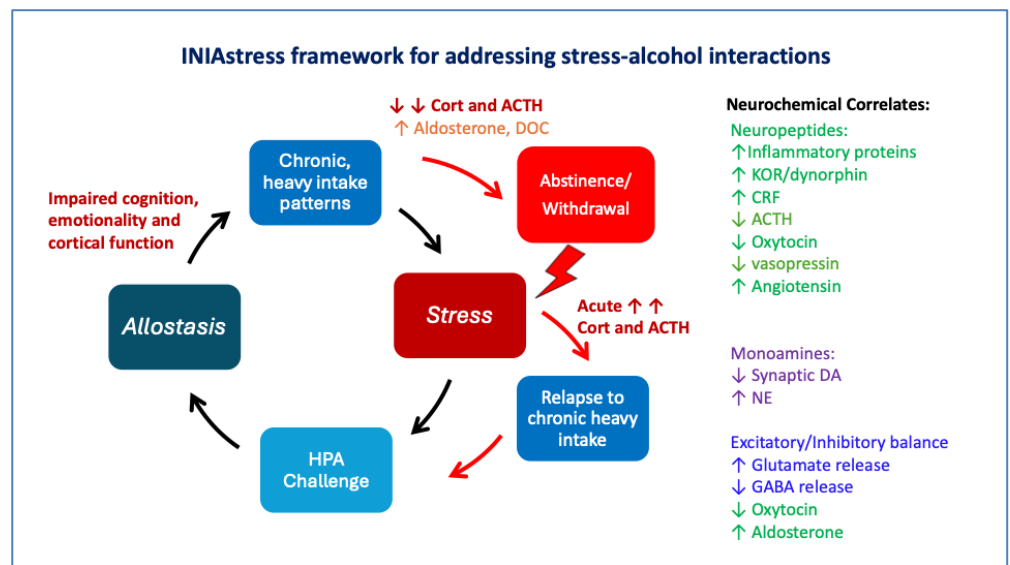 INIAstress framework for addressing stress-alcohol interactions
↓ ↓ Cort and ACTH
↑ Aldosterone, DOC
Chronic,
heavy intake
patterns
Abstinence/
Withdrawal
Impaired cognition,
emotionality and
cortical function
Allostasis
Stress
Acute ↑ ↑
Cort and ACTH
Relapse to
chronic heavy
intake
HPA
Challenge
Neurochemical Correlates:
Neuropeptides:
↑Inflammatory proteins
↑ KOR/dynorphin
↑ CRF
↓ ACTH
↓ Oxytocin
↓ vasopressin
↑ Angiotensin
Monoamines:
↓ Synaptic DA
↑ NE
Excitatory/Inhibitory balance
↑ Glutamate release
↓ GABA release
↓ Oxytocin
↑ Aldosterone